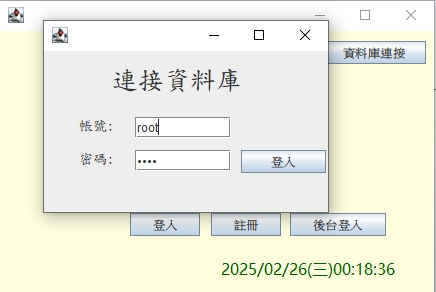 資料庫連接
連接資料庫
帳號: root
密碼: ••••
登入
登入 註冊 後台登入
2025/02/26(三)00:18:36